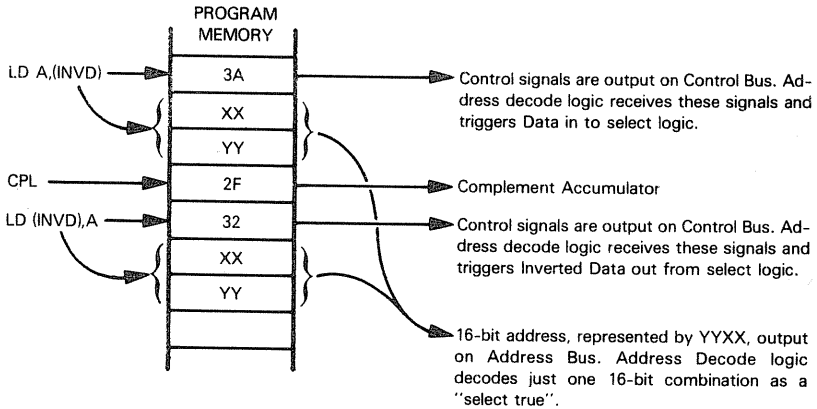 PROGRAM
MEMORY
LD A,(INVD)
3A
Control signals are output on Control Bus. Ad-
dress decode logic receives these signals and
triggers Data in to select logic.
XX
YY
CPL
2F
Complement Accumulator
LD (INVD),A
32
Control signals are output on Control Bus. Ad-
dress decode logic receives these signals and
triggers Inverted Data out from select logic.
XX
YY
16-bit address, represented by YYXX, output
on Address Bus. Address Decode logic
decodes just one 16-bit combination as a
"select true".